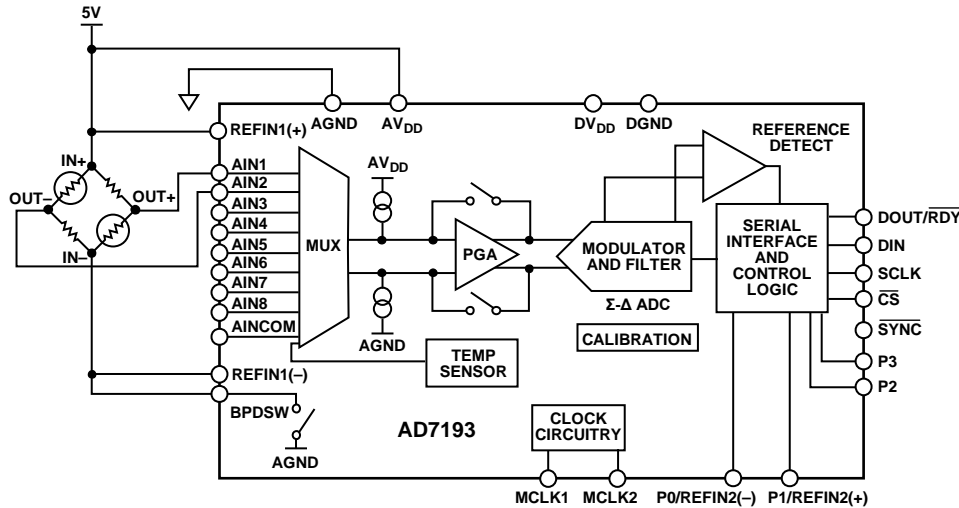 5V
AGND
AVDD
DVDD
DGND
REFERENCE
DETECT
REFIN1(+)
IN+
OUT–
OUT+
IN–
AIN1
AIN2
AIN3
AIN4
AIN5
AIN6
AIN7
AIN8
AINCOM
MUX
AVDD
AGND
PGA
MODULATOR
AND FILTER
Σ-Δ ADC
SERIAL
INTERFACE
AND
CONTROL
LOGIC
DOUT/RDY
DIN
SCLK
CS
SYNC
P3
P2
CALIBRATION
TEMP
SENSOR
REFIN1(–)
BPDSW
AGND
AD7193
CLOCK
CIRCUITRY
MCLK1
MCLK2
P0/REFIN2(–)
P1/REFIN2(+)